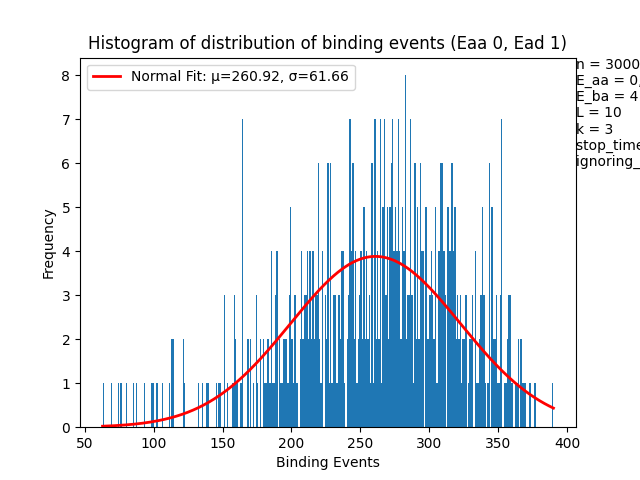 Histogram of distribution of binding events (Eaa 0, Ead 1)
Normal Fit: μ=260.92, σ=61.66
n = 3000
E_aa = 0,
E_ba = 4
L = 10
k = 3
stop_time
ignoring_
Frequency
8
7
6
5
4
3
2
1
0
50 100 150 200 250 300 350 400
Binding Events